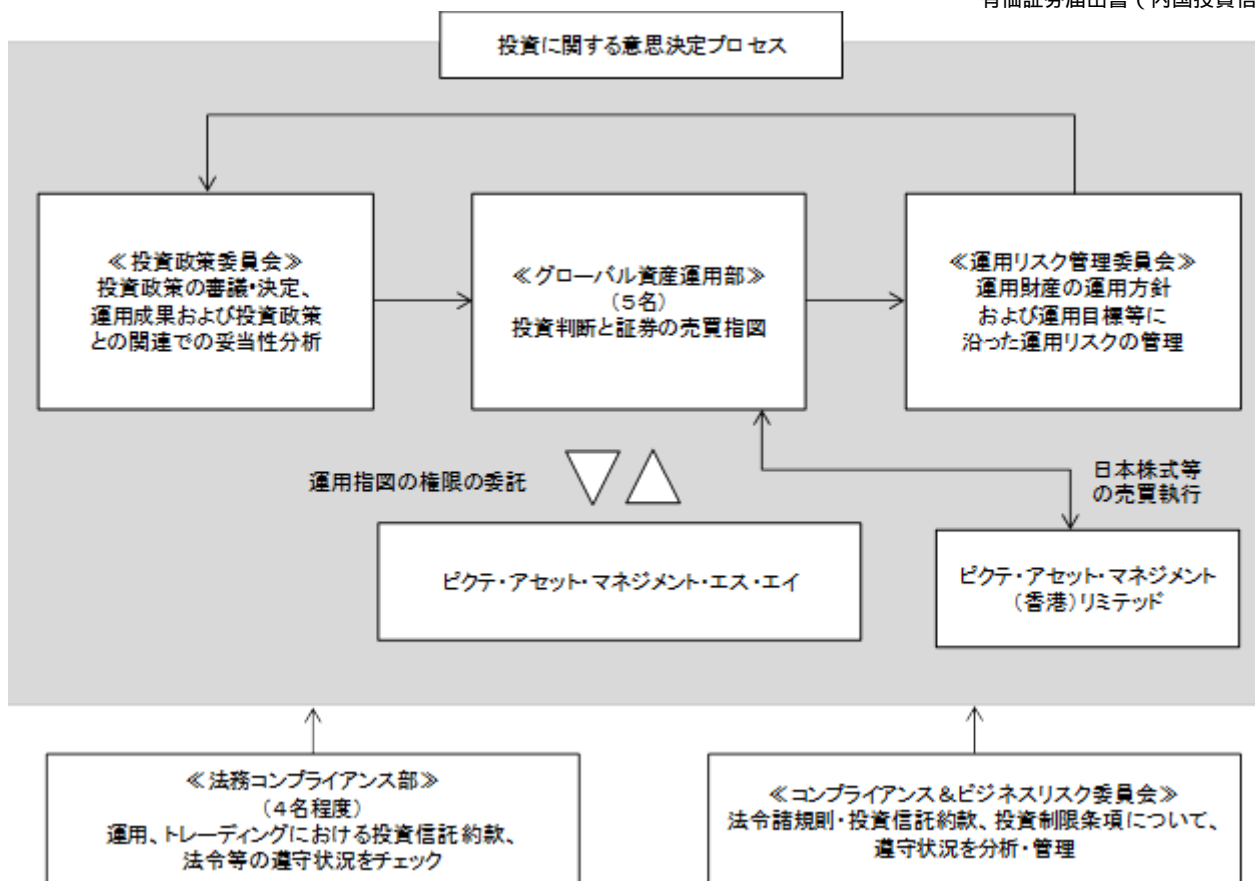 有価証券届出書(内国投資信
投資に関する意思決定プロセス
≪投資政策委員会≫
投資政策の審議・決定、
運用成果および投資政策
との関連での妥当性分析
≪グローバル資産運用部≫
(5名)
投資判断と証券の売買指図
≪運用リスク管理委員会≫
運用財産の運用方針
および運用目標等に
沿った運用リスクの管理
運用指図の権限の委託
日本株式等
の売買執行
ピクテ・アセット・マネジメント・エス・エイ
ピクテ・アセット・マネジメント
(香港)リミテッド
≪法務コンプライアンス部≫
(4名程度)
運用、トレーディングにおける投資信託約款、
法令等の遵守状況をチェック
≪コンプライアンス&ビジネスリスク委員会≫
法令諸規則・投資信託約款、投資制限条項について、
遵守状況を分析・管理